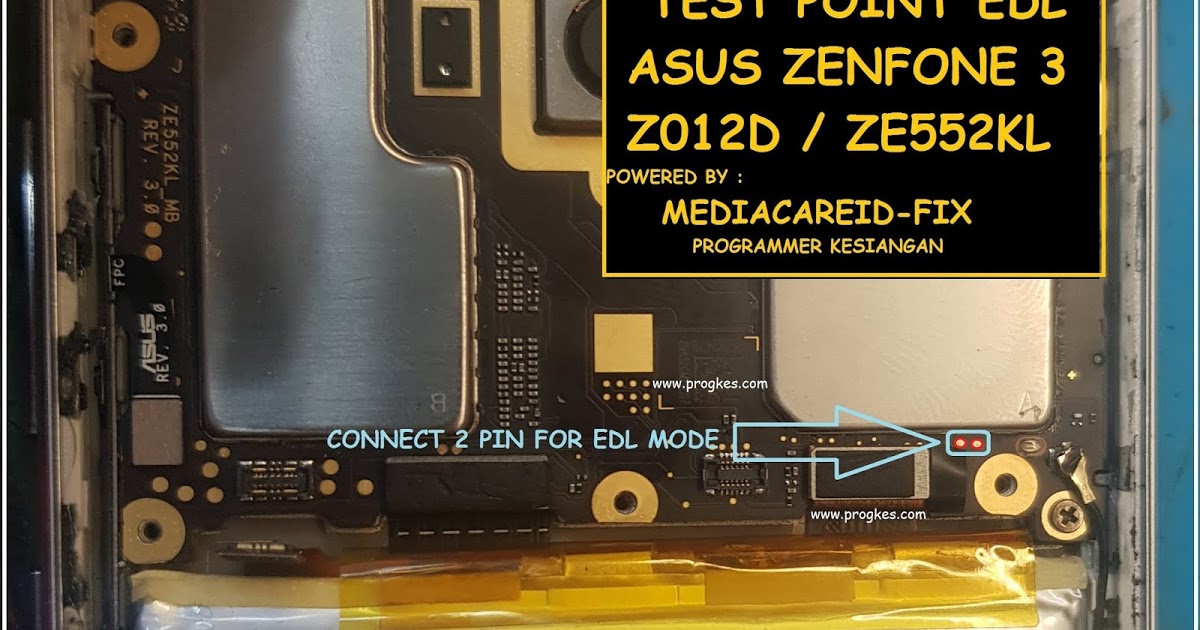 TEST POINT EDL
ASUS ZENFONE 3
Z012D / ZE552KL
POWERED BY :
MEDIACAREID-FIX
PROGRAMMER KESIANGAN
ZE552KL_MB
REV. 3.0
FPC
ASUS
REV. 3.0
www.progkes.com
B
A
CONNECT 2 PIN FOR EDL MODE
www.progkes.com